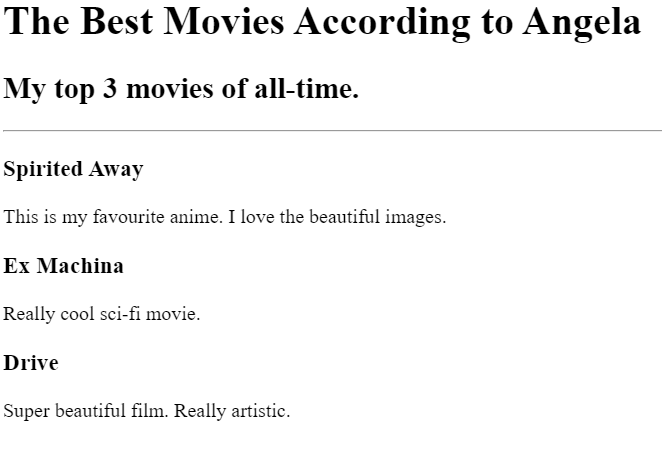 The Best Movies According to Angela
My top 3 movies of all-time.
Spirited Away
This is my favourite anime. I love the beautiful images.
Ex Machina
Really cool sci-fi movie.
Drive
Super beautiful film. Really artistic.